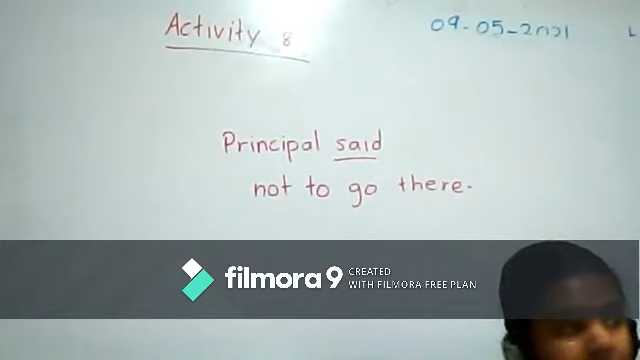 Activity 8
09-05-2021
L
Principal said
not to go there.
filmora 9 CREATED
WITH FILMORA FREE PLAN